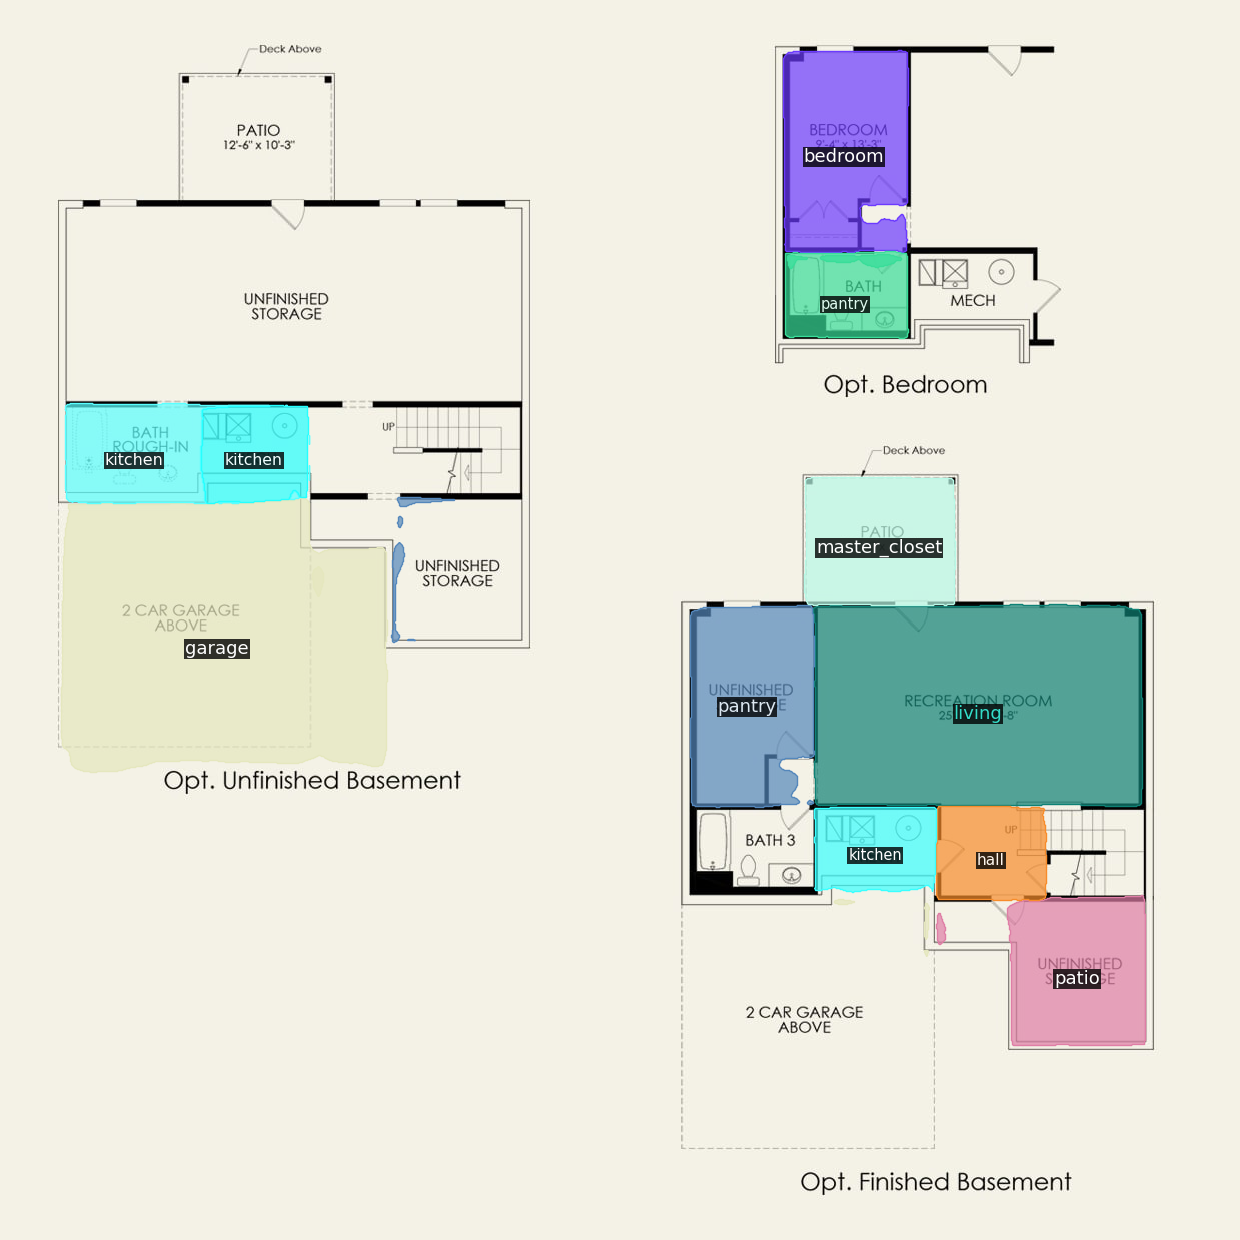 Deck Above
PATIO
12'-6" x 10'-3"
UNFINISHED
STORAGE
BATH
ROUGH-IN
kitchen
kitchen
UP
UNFINISHED
STORAGE
2 CAR GARAGE
ABOVE
garage
Opt. Unfinished Basement
BEDROOM
9'-4" x 13'-3"
bedroom
BATH
pantry
MECH
Opt. Bedroom
Deck Above
PATIO
master_closet
UNFINISHED
pantry
RECREATION ROOM
living
BATH 3
kitchen
hall
UP
UNFINISHED
patio
2 CAR GARAGE
ABOVE
Opt. Finished Basement